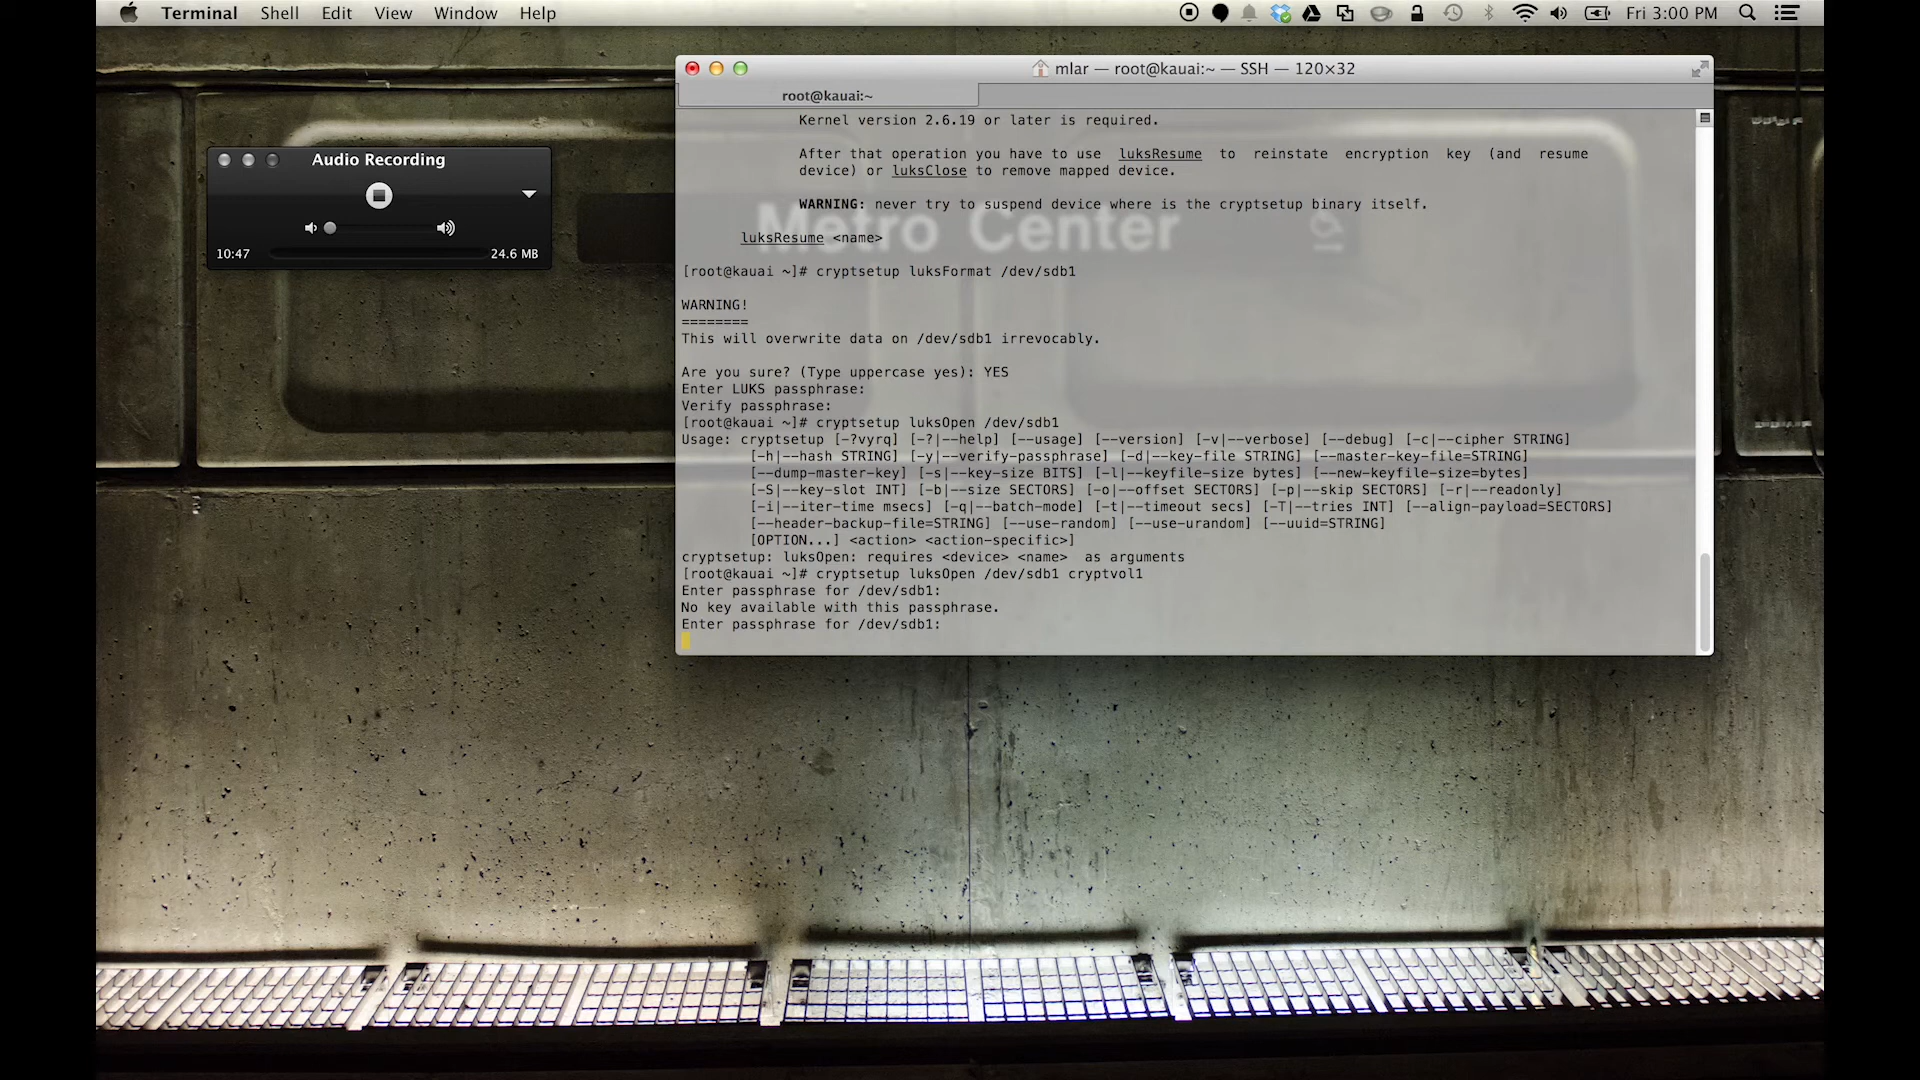 Terminal Shell Edit View Window Help
Fri 3:00 PM
mlar — root@kauai:~ — SSH — 120×32
root@kauai:~
Audio Recording
10:47
24.6 MB
Metro Center
Kernel version 2.6.19 or later is required.
After that operation you have to use luksResume to reinstate encryption key (and resume
device) or luksClose to remove mapped device.
WARNING: never try to suspend device where is the cryptsetup binary itself.
luksResume <name>
[root@kauai ~]# cryptsetup luksFormat /dev/sdb1
WARNING!
========
This will overwrite data on /dev/sdb1 irrevocably.
Are you sure? (Type uppercase yes): YES
Enter LUKS passphrase:
Verify passphrase:
[root@kauai ~]# cryptsetup luksOpen /dev/sdb1
Usage: cryptsetup [-?vyrq] [-?|--help] [--usage] [--version] [-v|--verbose] [--debug] [-c|--cipher STRING]
[-h|--hash STRING] [-y|--verify-passphrase] [-d|--key-file STRING] [--master-key-file=STRING]
[--dump-master-key] [-s|--key-size BITS] [-l|--keyfile-size bytes] [--new-keyfile-size=bytes]
[-S|--key-slot INT] [-b|--size SECTORS] [-o|--offset SECTORS] [-p|--skip SECTORS] [-r|--readonly]
[-i|--iter-time msecs] [-q|--batch-mode] [-t|--timeout secs] [-T|--tries INT] [--align-payload=SECTORS]
[--header-backup-file=STRING] [--use-random] [--use-urandom] [--uuid=STRING]
[OPTION...] <action> <action-specific>]
cryptsetup: luksOpen: requires <device> <name>  as arguments
[root@kauai ~]# cryptsetup luksOpen /dev/sdb1 cryptvol1
Enter passphrase for /dev/sdb1:
No key available with this passphrase.
Enter passphrase for /dev/sdb1: